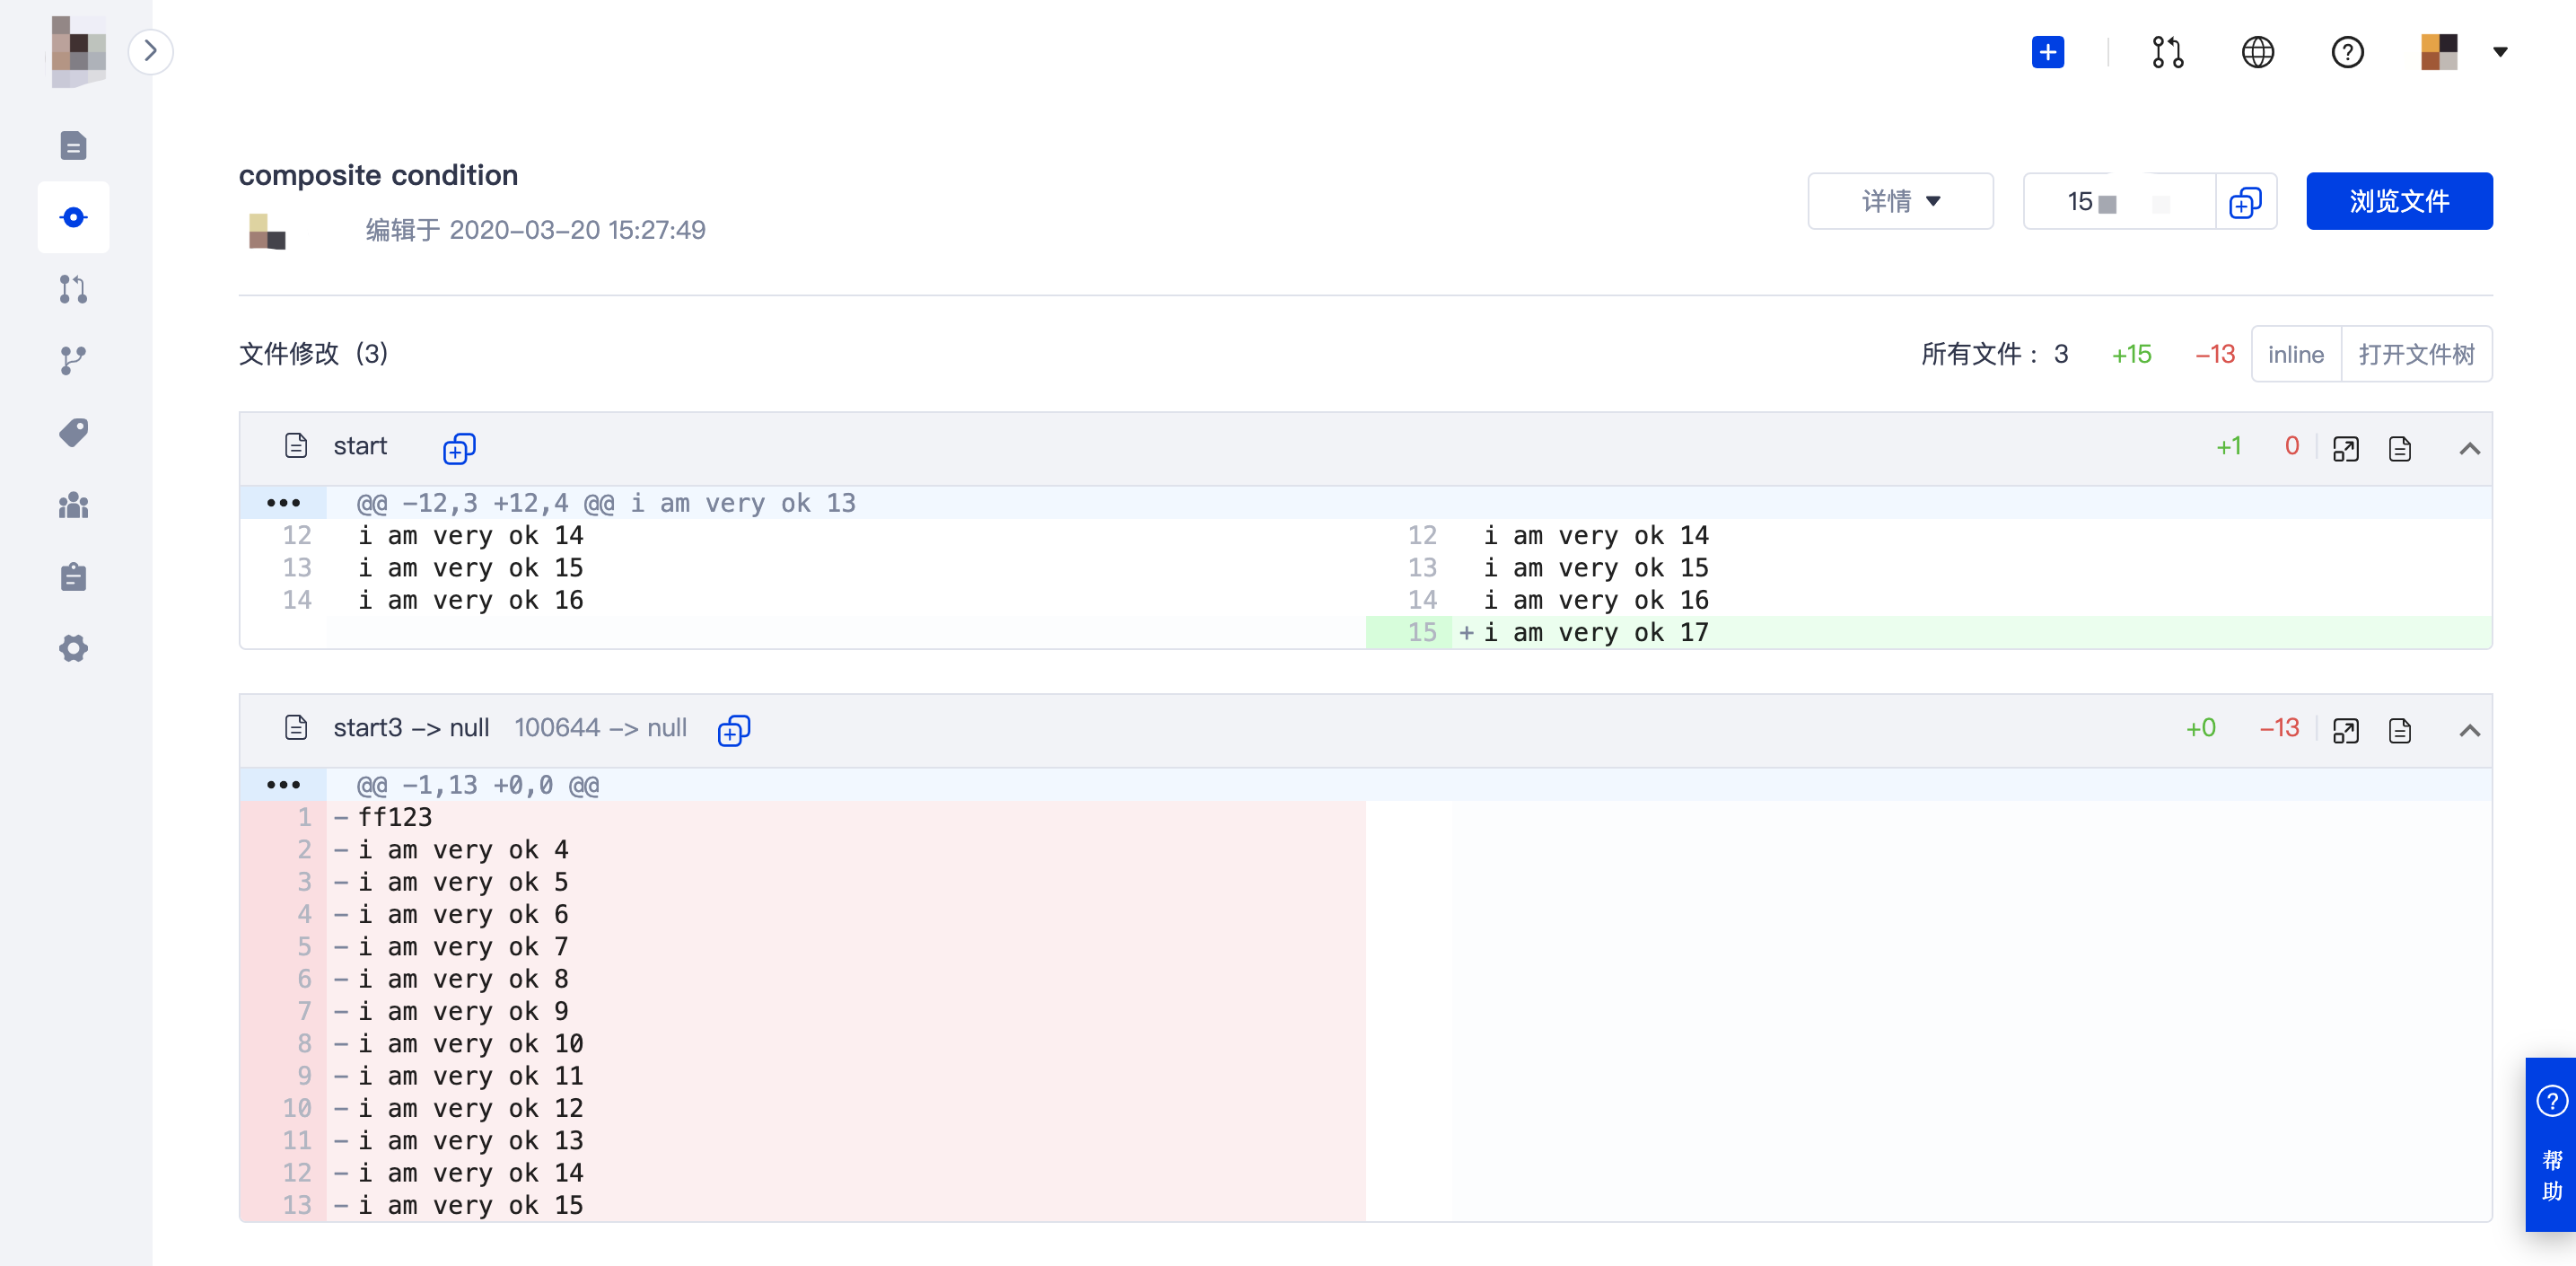 composite condition
编辑于 2020-03-20 15:27:49
详情
15
浏览文件
文件修改 (3)
所有文件： 3 +15 -13 inline 打开文件树
start +1 0
••• @@ -12,3 +12,4 @@ i am very ok 13
12 i am very ok 14 12 i am very ok 14
13 i am very ok 15 13 i am very ok 15
14 i am very ok 16 14 i am very ok 16
15 + i am very ok 17
start3 -> null 100644 -> null +0 -13
••• @@ -1,13 +0,0 @@
1 - ff123
2 - i am very ok 4
3 - i am very ok 5
4 - i am very ok 6
5 - i am very ok 7
6 - i am very ok 8
7 - i am very ok 9
8 - i am very ok 10
9 - i am very ok 11
10 - i am very ok 12
11 - i am very ok 13
12 - i am very ok 14
13 - i am very ok 15
帮
助